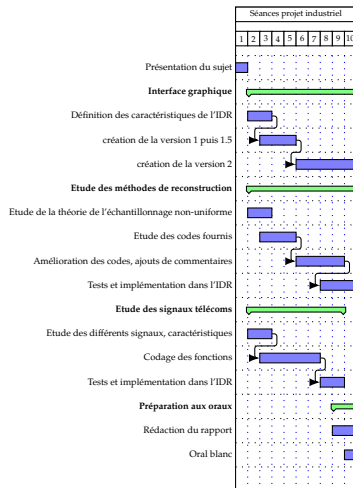 Séances projet industriel
1 2 3 4 5 6 7 8 9 10
Présentation du sujet
Interface graphique
Définition des caractéristiques de l'IDR
création de la version 1 puis 1.5
création de la version 2
Etude des méthodes de reconstruction
Etude de la théorie de l'échantillonnage non-uniforme
Etude des codes fournis
Amélioration des codes, ajouts de commentaires
Tests et implémentation dans l'IDR
Etude des signaux télécoms
Etude des différents signaux, caractéristiques
Codage des fonctions
Tests et implémentation dans l'IDR
Préparation aux oraux
Rédaction du rapport
Oral blanc